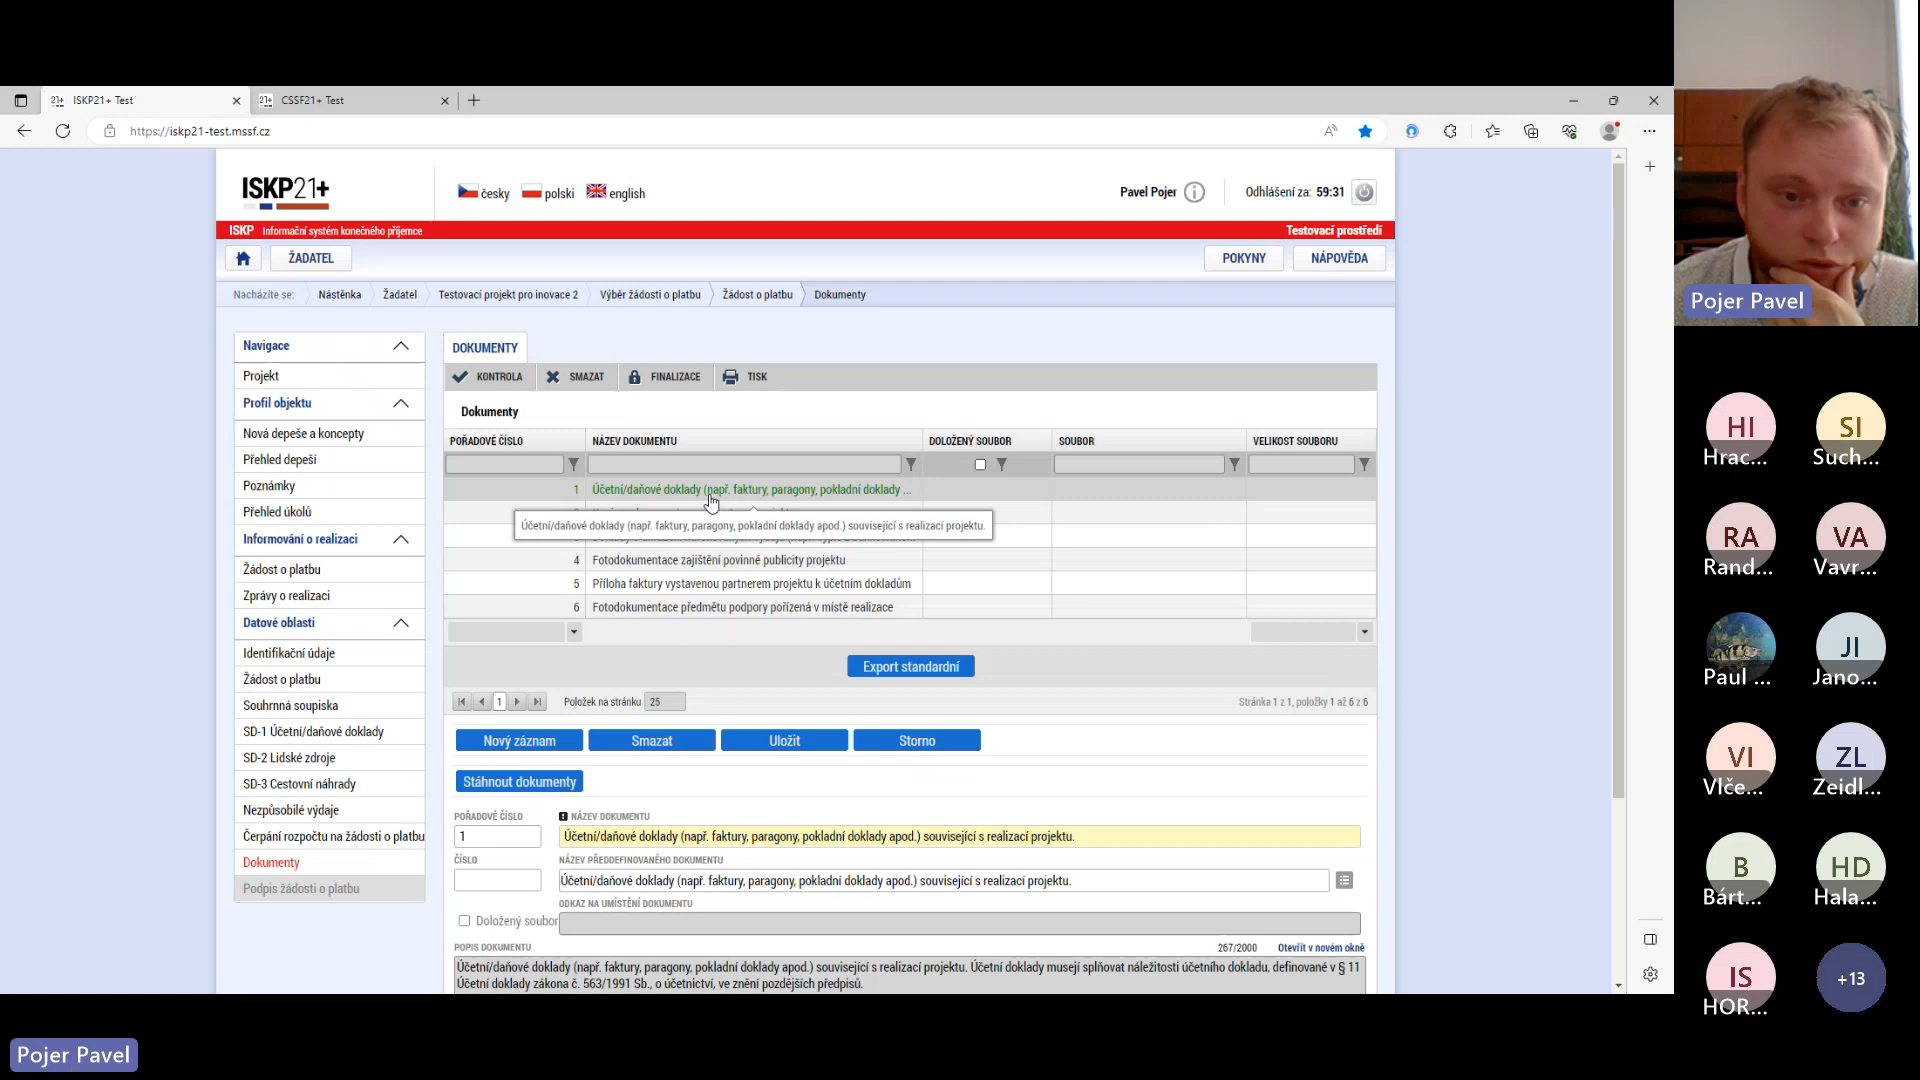 ISKP21+ Test
CSSF21+ Test
https://iskp21-test.mssf.cz
ISKP21+
česky
polski
english
Pavel Pojer
Odhlášení za: 59:31
ISKP Informační systém konečného příjemce
Testovací prostředí
ŽADATEL
POKYNY
NÁPOVĚDA
Nacházíte se: Nástěnka Žadatel Testovací projekt pro inovace 2 Výběr žádosti o platbu Žádost o platbu Dokumenty
Navigace
Projekt
Profil objektu
Nová depeše a koncepty
Přehled depeší
Poznámky
Přehled úkolů
Informování o realizaci
Žádost o platbu
Zprávy o realizaci
Datové oblasti
Identifikační údaje
Žádost o platbu
Souhrnná soupiska
SD-1 Účetní/daňové doklady
SD-2 Lidské zdroje
SD-3 Cestovní náhrady
Nezpůsobilé výdaje
Čerpání rozpočtu na žádosti o platbu
Dokumenty
Podpis žádosti o platbu
DOKUMENTY
KONTROLA SMAZAT FINALIZACE TISK
Dokumenty
POŘADOVÉ ČÍSLO NÁZEV DOKUMENTU DOLOŽENÝ SOUBOR SOUBOR VELIKOST SOUBORU
1 Účetní/daňové doklady (např. faktury, paragony, pokladní doklady ...
Účetní/daňové doklady (např. faktury, paragony, pokladní doklady apod.) související s realizací projektu.
4 Fotodokumentace zajištění povinné publicity projektu
5 Příloha faktury vystavenou partnerem projektu k účetním dokladům
6 Fotodokumentace předmětu podpory pořízená v místě realizace
Export standardní
1
Položek na stránku 25
Stránka 1 z 1, položky 1 až 6 z 6
Nový záznam Smazat Uložit Storno
Stáhnout dokumenty
POŘADOVÉ ČÍSLO NÁZEV DOKUMENTU
1 Účetní/daňové doklady (např. faktury, paragony, pokladní doklady apod.) související s realizací projektu.
ČÍSLO NÁZEV PŘEDDEFINOVANÉHO DOKUMENTU
Účetní/daňové doklady (např. faktury, paragony, pokladní doklady apod.) související s realizací projektu.
ODKAZ NA UMÍSTĚNÍ DOKUMENTU
Doložený soubor
POPIS DOKUMENTU 267/2000 Otevřít v novém okně
Účetní/daňové doklady (např. faktury, paragony, pokladní doklady apod.) související s realizací projektu. Účetní doklady musejí splňovat náležitosti účetního dokladu, definované v § 11
Účetní doklady zákona č. 563/1991 Sb., o účetnictví, ve znění pozdějších předpisů.
Pojer Pavel
HI SI
Hrac... Such...
RA VA
Rand... Vavr...
JI
Paul ... Jano...
VI ZL
Vlče... Zeidl...
B HD
Bárt... Hala...
IS +13
HOR...
Pojer Pavel